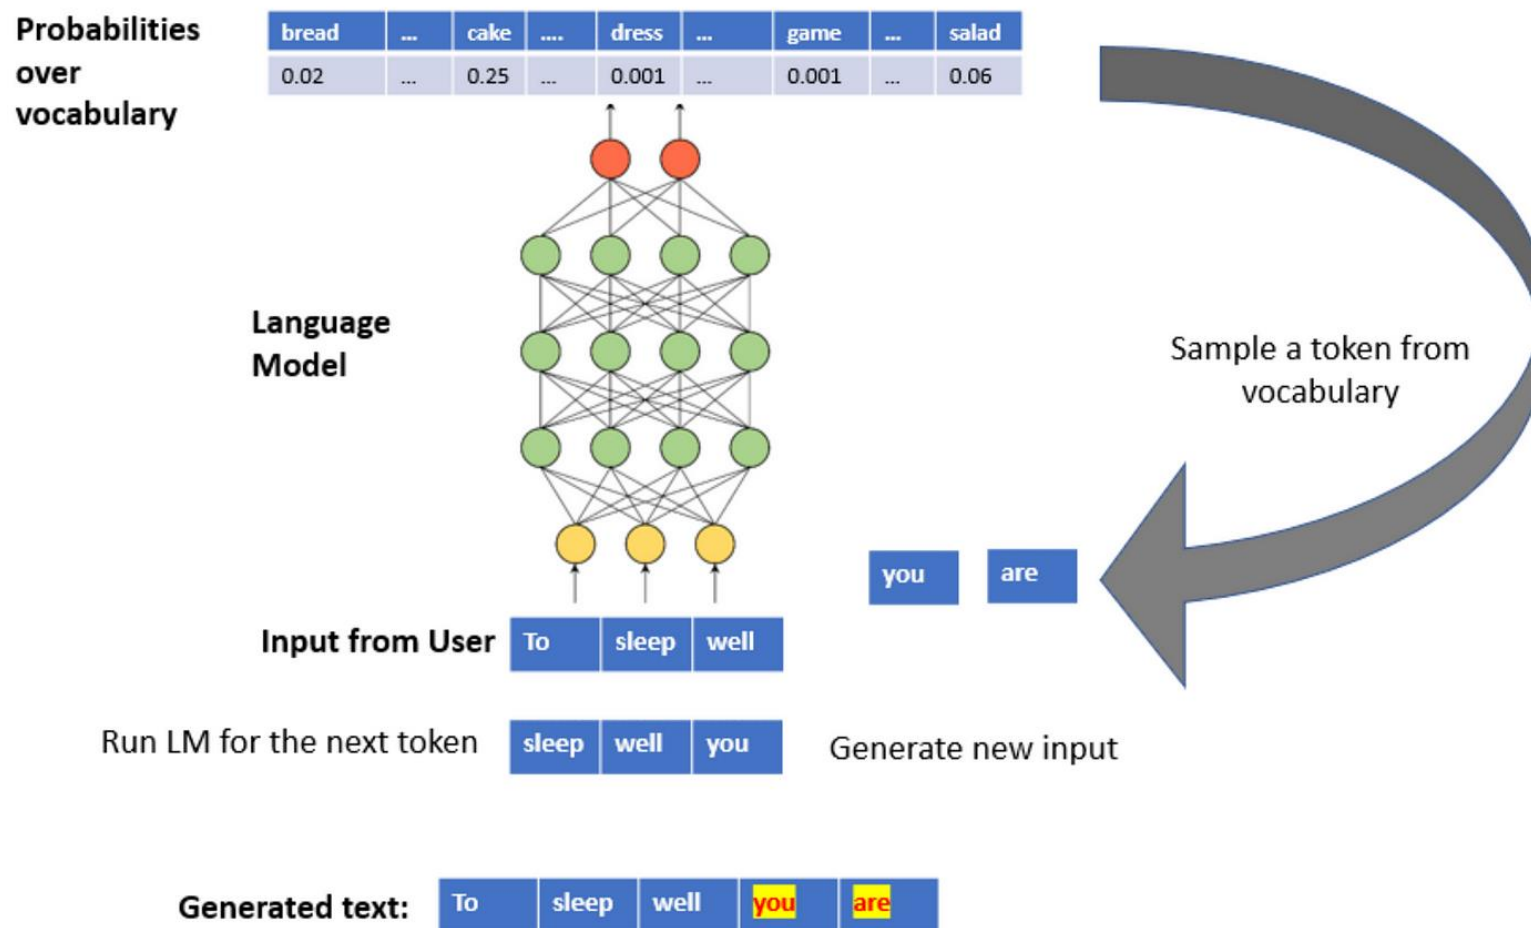 Probabilities
over
vocabulary
bread ... cake .... dress ... game ... salad
0.02 ... 0.25 ... 0.001 ... 0.001 ... 0.06
Language
Model
Sample a token from
vocabulary
you are
Input from User To sleep well
Run LM for the next token sleep well you Generate new input
Generated text: To sleep well you are